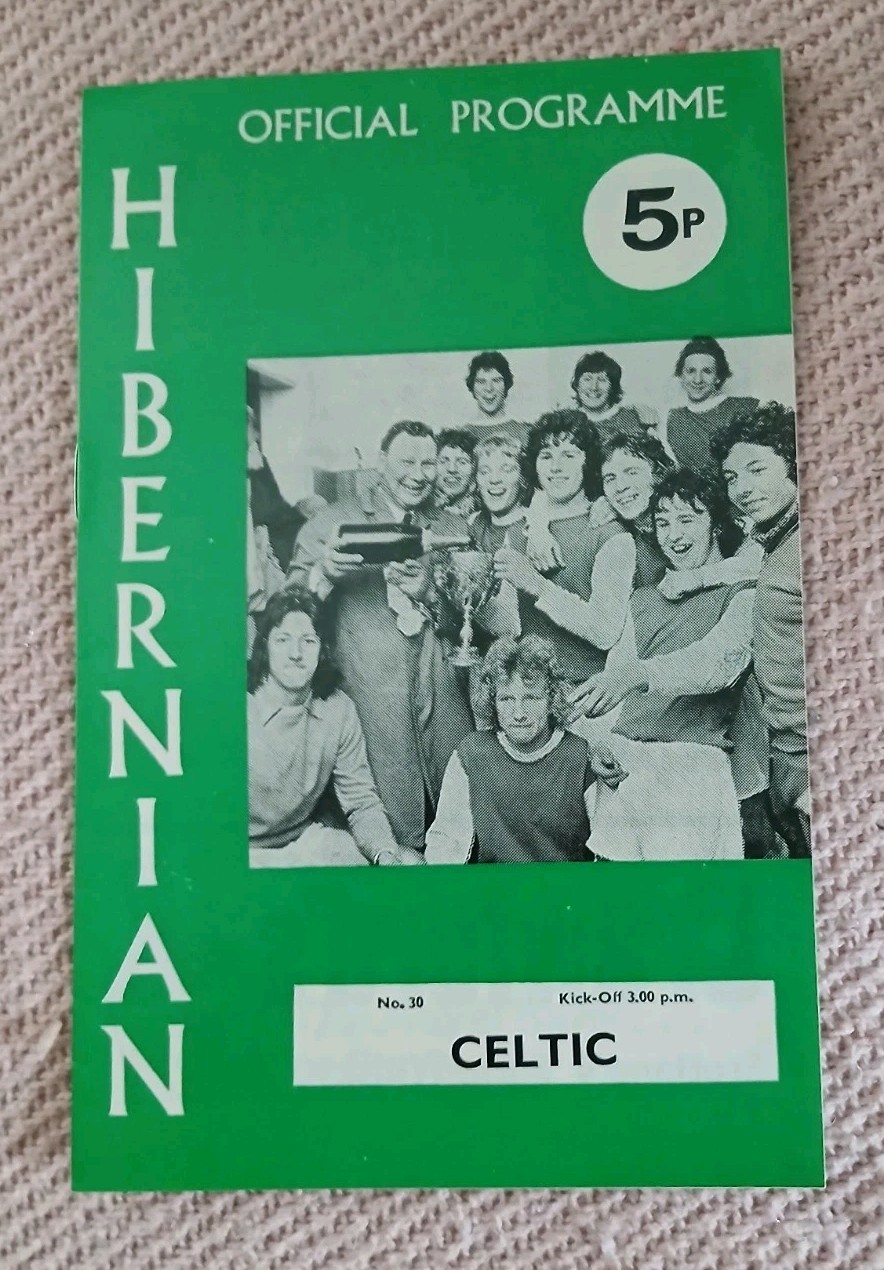 OFFICIAL PROGRAMME
5P
HIBERNIAN
No. 30 Kick-Off 3.00 p.m.
CELTIC